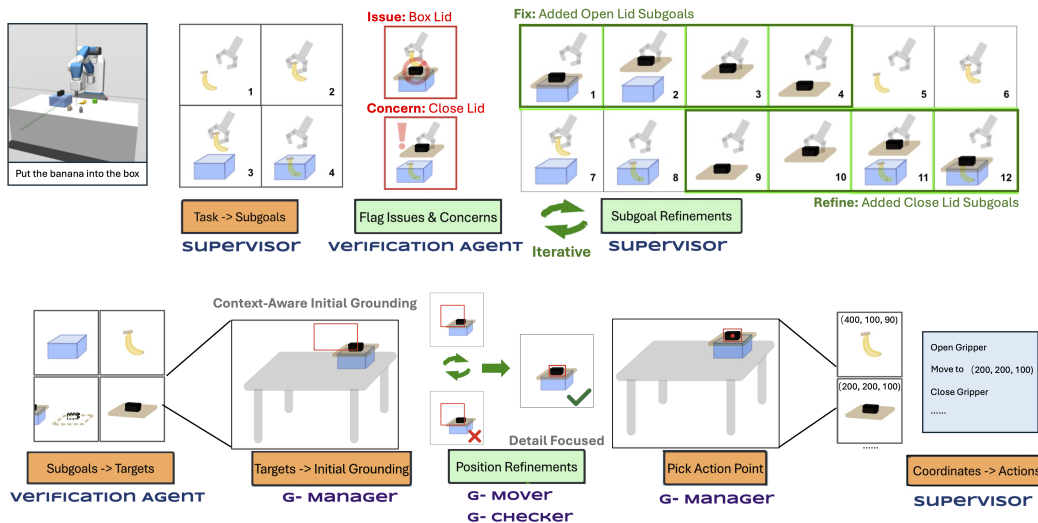 Issue: Box Lid
Fix: Added Open Lid Subgoals
1
2
3
4
Concern: Close Lid
!
1
2
3
4
5
6
7
8
9
10
11
12
Put the banana into the box
Refine: Added Close Lid Subgoals
Task -> Subgoals
Flag Issues & Concerns
Subgoal Refinements
SUPERVISOR
VERIFICATION AGENT
Iterative
SUPERVISOR
Context-Aware Initial Grounding
(400, 100, 90)
(200, 200, 100)
......
Open Gripper
Move to (200, 200, 100)
Close Gripper
......
Detail Focused
Subgoals -> Targets
Targets -> Initial Grounding
Position Refinements
Pick Action Point
Coordinates -> Actions
VERIFICATION AGENT
G- MANAGER
G- MOVER
G- CHECKER
G- MANAGER
SUPERVISOR